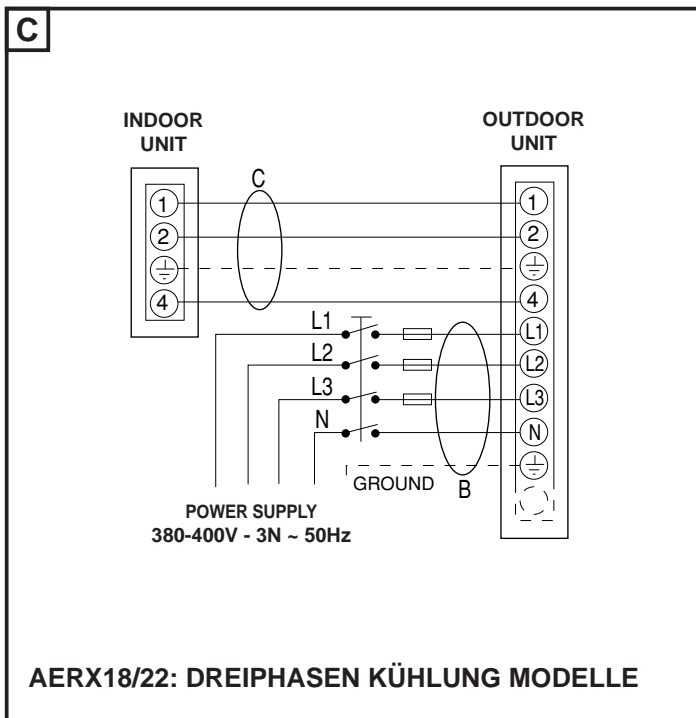 C
INDOOR
UNIT
OUTDOOR
UNIT
C
1
1
2
2
4
4
L1
L1
L2
L2
L3
L3
N
N
GROUND
B
POWER SUPPLY
380-400V - 3N ~ 50Hz
AERX18/22: DREIPHASEN KÜHLUNG MODELLE